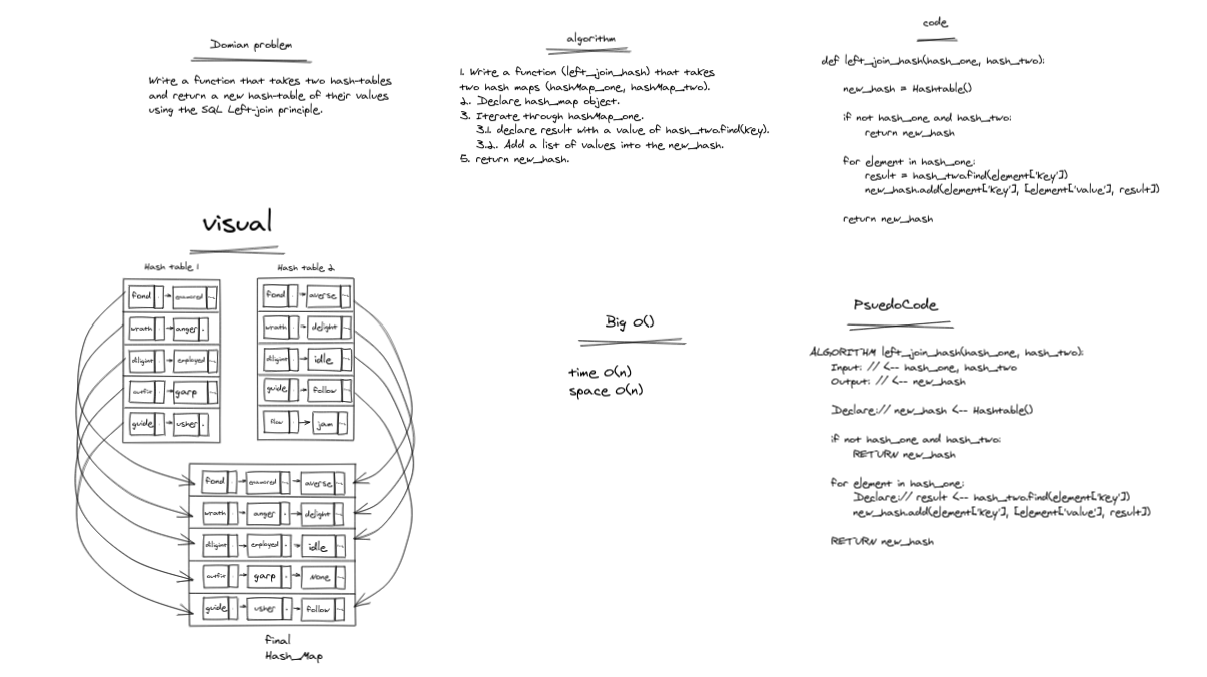 Domian problem
Write a function that takes two hash-tables
and return a new hash-table of their values
using the SQL Left-join principle.
algorithm
1. Write a function (left_join_hash) that takes
two hash maps (hashMap_one, hashMap_two).
2.. Declare hash_map object.
3. Iterate through hashMap_one.
3.1. declare result with a value of hash_two.find(key).
3.2.. Add a list of values into the new_hash.
5. return new_hash.
code
def left_join_hash(hash_one, hash_two):
new_hash = Hashtable()
if not hash_one and hash_two:
return new_hash
for element in hash_one:
result = hash_two.find(element['key'])
new_hash.add(element['key'], [element['value'], result])
return new_hash
visual
Hash table 1
fond enamored
wrath anger
diligint employed
outfit garp
guide usher
Hash table 2
fond averse
wrath delight
diligint idle
guide follow
flow jam
fond enamored averse
wrath anger delight
diligint employed idle
outfit garp None
guide usher follow
final
Hash_Map
Big O()
time O(n)
space O(n)
PsuedoCode
ALGORITHM left_join_hash(hash_one, hash_two):
Input: // <-- hash_one, hash_two
Output: // <-- new_hash
Declare:// new_hash <-- Hashtable()
if not hash_one and hash_two:
RETURN new_hash
for element in hash_one:
Declare:// result <-- hash_two.find(element['key'])
new_hash.add(element['key'], [element['value'], result])
RETURN new_hash